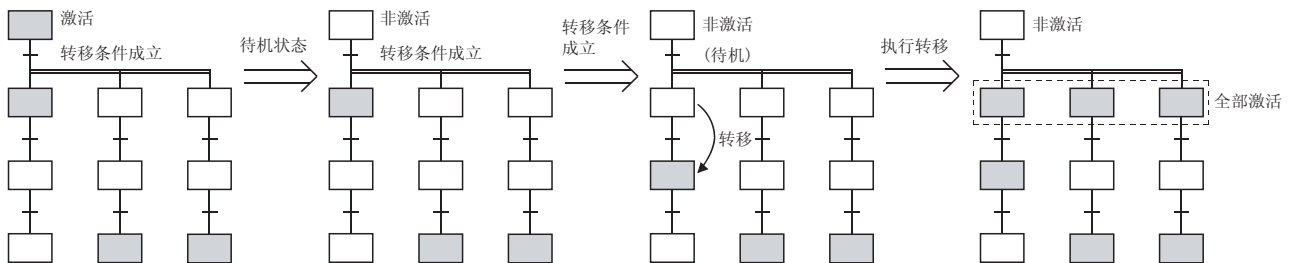 激活
转移条件成立
待机状态
非激活
转移条件成立
转移条件
成立
非激活
(待机)
转移
执行转移
非激活
全部激活